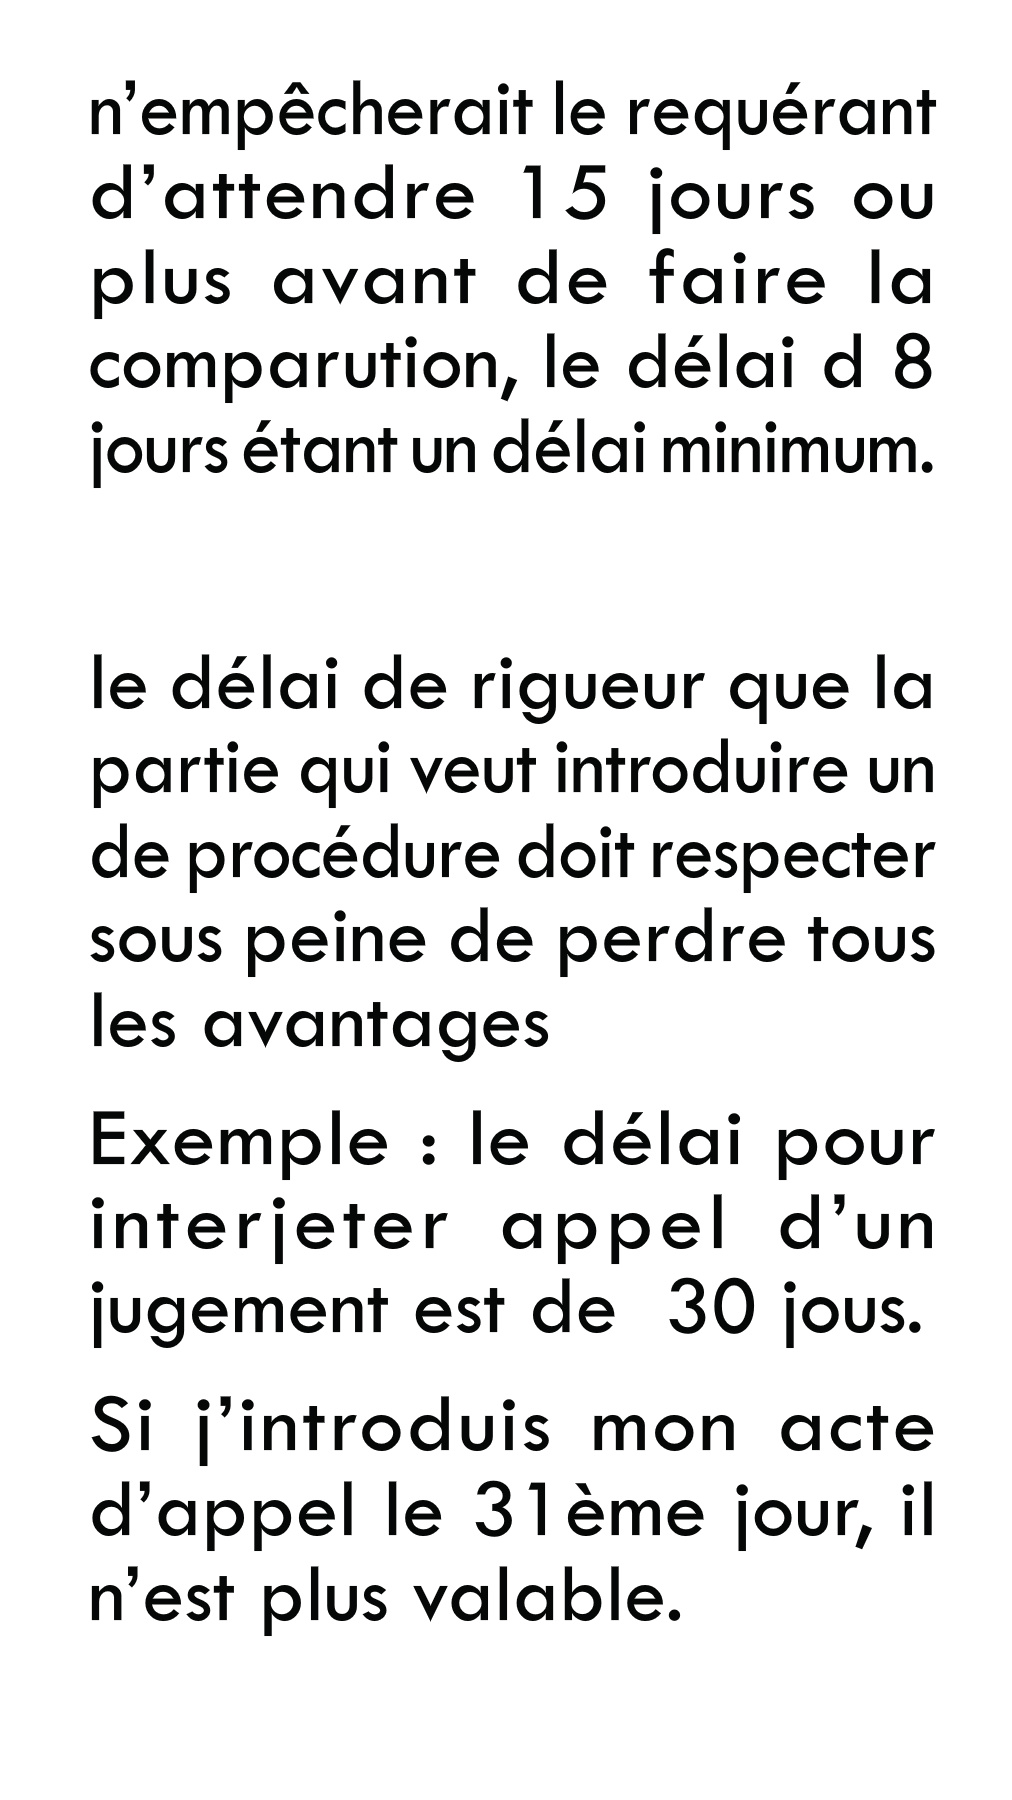 n’empêcherait le requérant
d’attendre 15 jours ou
plus avant de faire la
comparution, le délai d 8
jours étant un délai minimum.
le délai de rigueur que la
partie qui veut introduire un
de procédure doit respecter
sous peine de perdre tous
les avantages
Exemple : le délai pour
interjeter appel d’un
jugement est de 30 jous.
Si j’introduis mon acte
d’appel le 31ème jour, il
n’est plus valable.